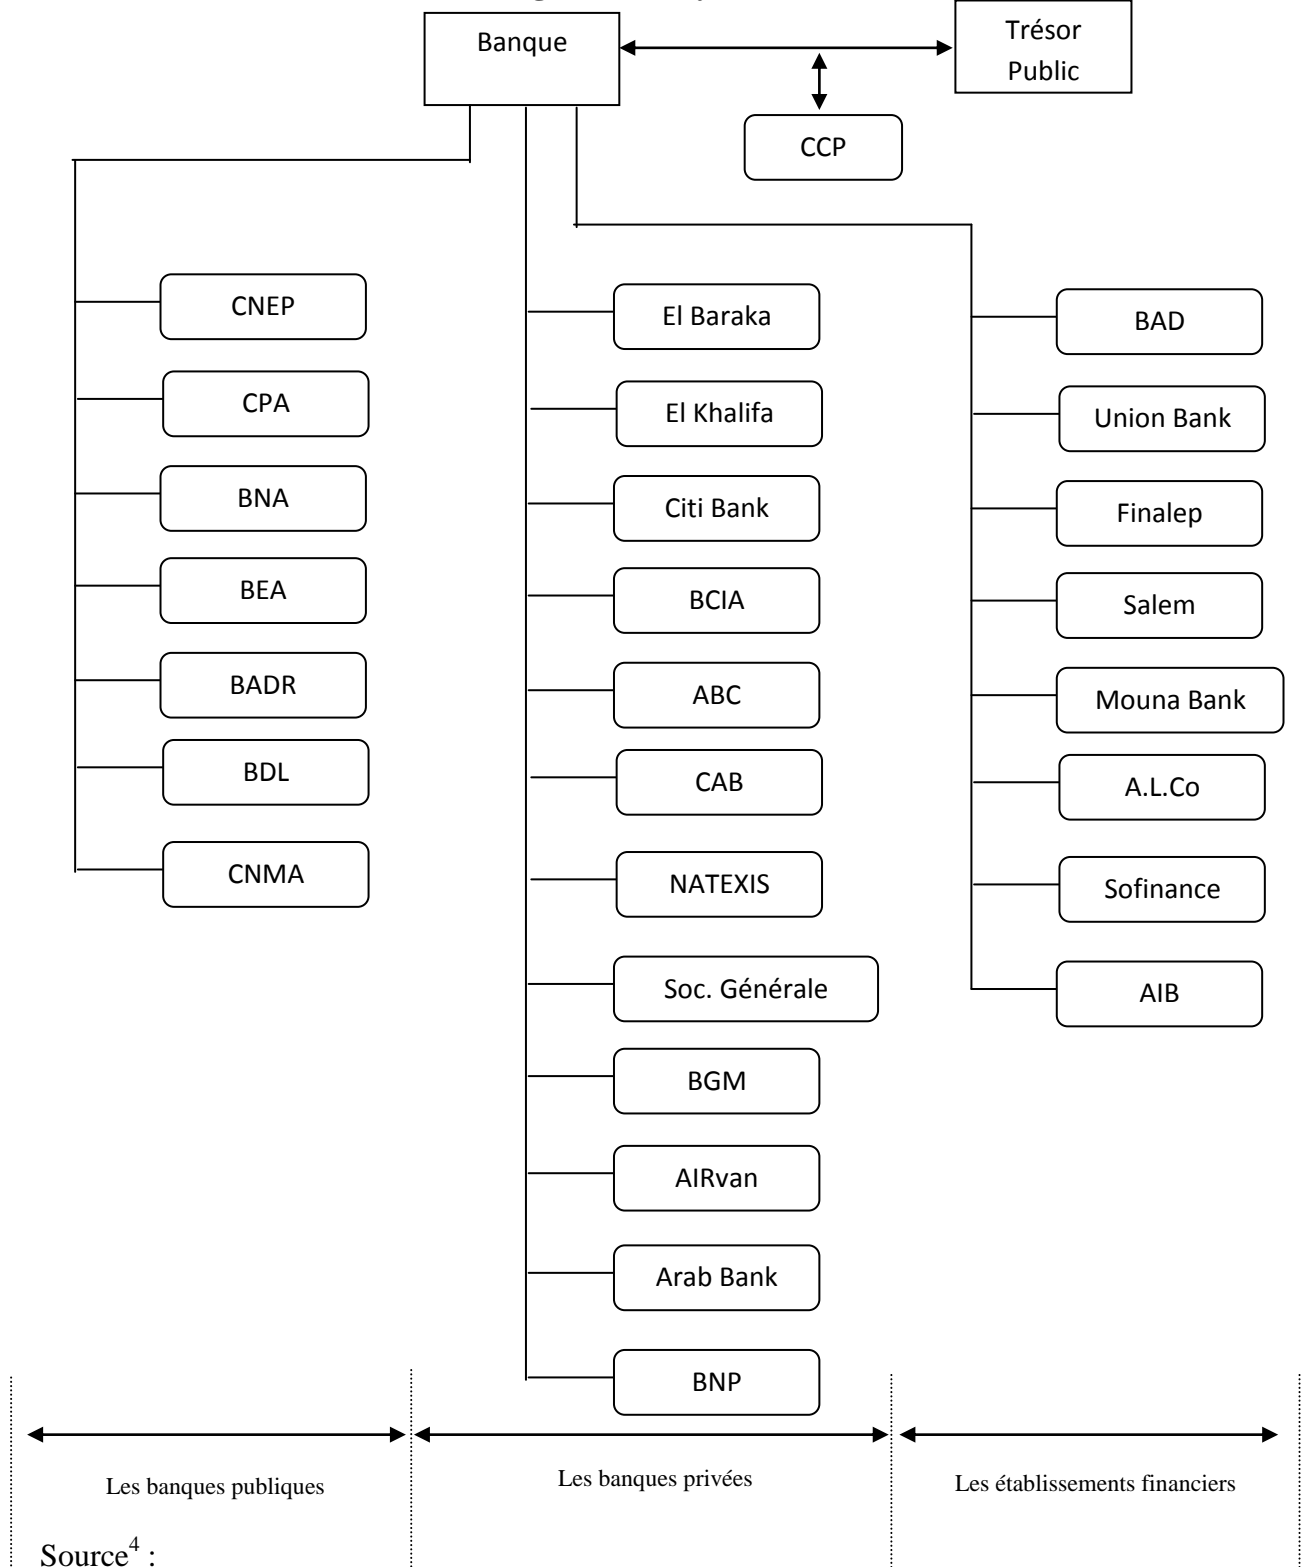 Banque
Trésor
Public
CCP
CNEP
CPA
BNA
BEA
BADR
BDL
CNMA
El Baraka
El Khalifa
Citi Bank
BCIA
ABC
CAB
NATEXIS
Soc. Générale
BGM
AIRvan
Arab Bank
BNP
BAD
Union Bank
Finalep
Salem
Mouna Bank
A.L.Co
Sofinance
AIB
Les banques publiques
Les banques privées
Les établissements financiers
Source⁴ :